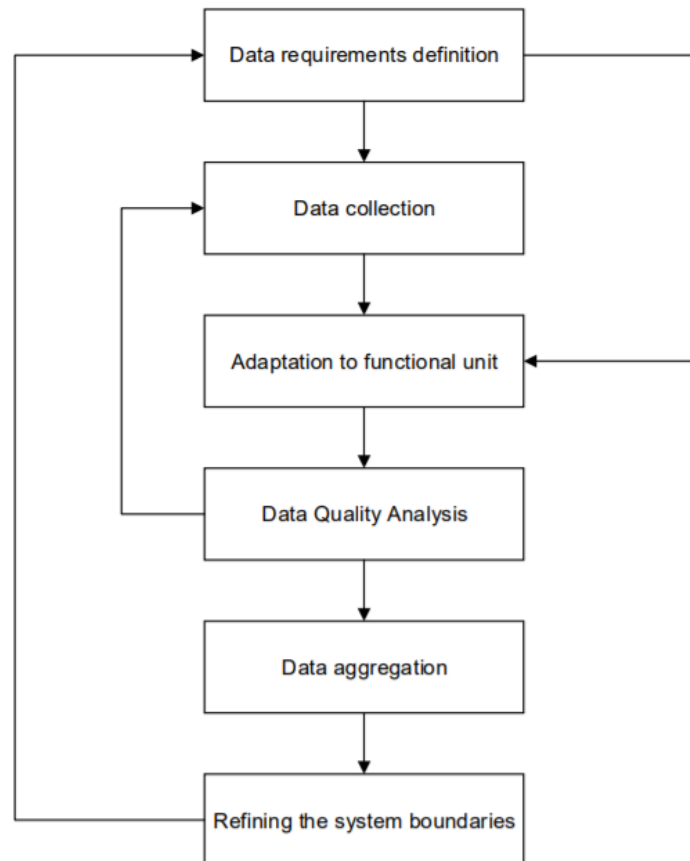 Data requirements definition
Data collection
Adaptation to functional unit
Data Quality Analysis
Data aggregation
Refining the system boundaries